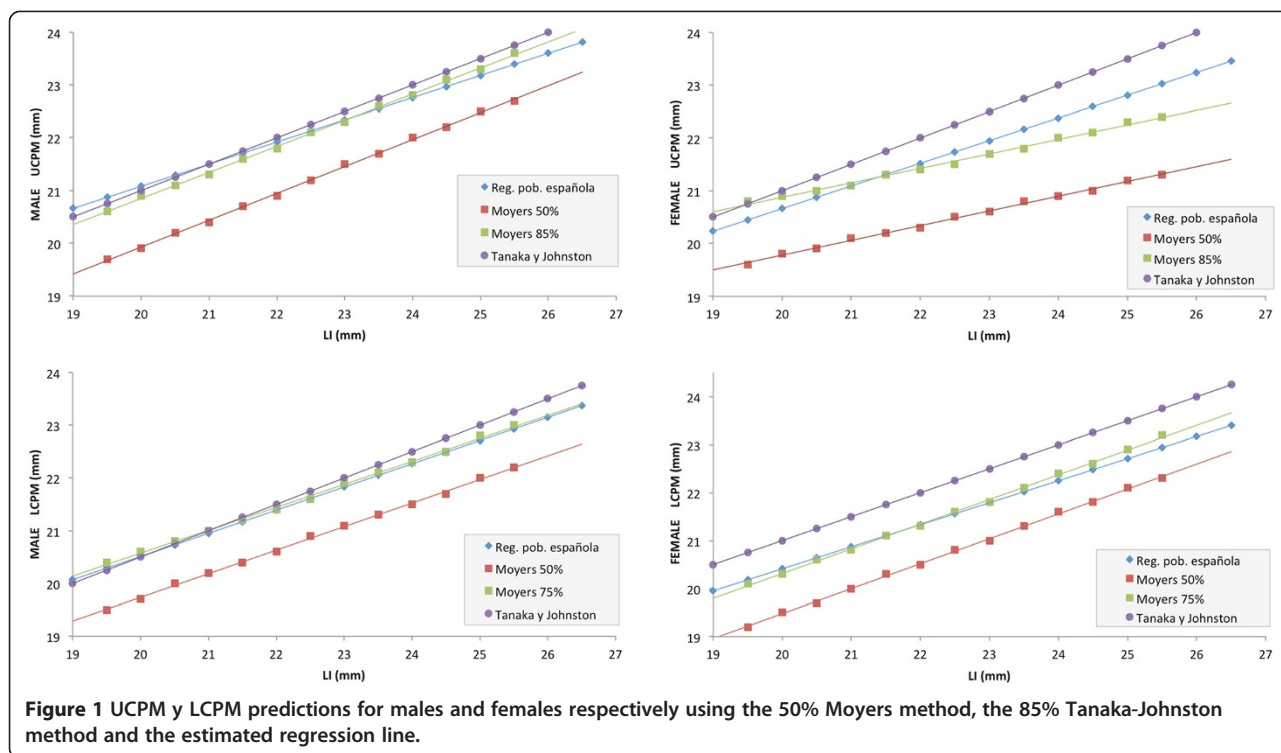 24
23
22
21
20
19
MALE UCPM (mm)
Reg. pob. española
Moyers 50%
Moyers 85%
Tanaka y Johnston
19 20 21 22 23 24 25 26 27
LI (mm)
24
23
22
21
20
19
FEMALE UCPM (mm)
Reg. pob. española
Moyers 50%
Moyers 85%
Tanaka y Johnston
19 20 21 22 23 24 25 26 27
LI (mm)
24
23
22
21
20
19
MALE LCPM (mm)
Reg. pob. española
Moyers 50%
Moyers 75%
Tanaka y Johnston
19 20 21 22 23 24 25 26 27
LI (mm)
24
23
22
21
20
19
FEMALE LCPM (mm)
Reg. pob. española
Moyers 50%
Moyers 75%
Tanaka y Johnston
19 20 21 22 23 24 25 26 27
LI (mm)
Figure 1 UCPM y LCPM predictions for males and females respectively using the 50% Moyers method, the 85% Tanaka-Johnston
method and the estimated regression line.